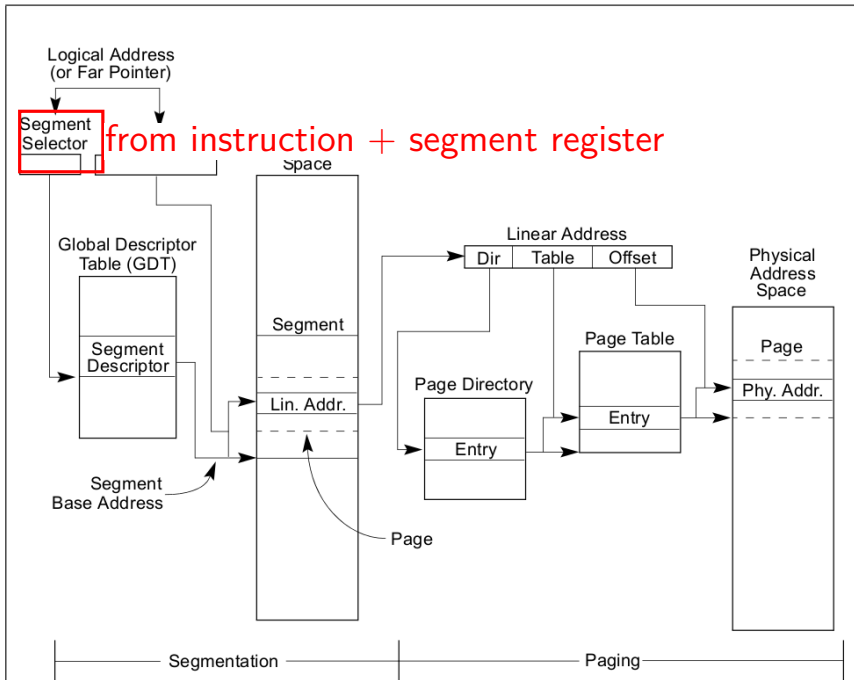 Logical Address
(or Far Pointer)
Segment
Selector
from instruction + segment register
Space
Global Descriptor
Table (GDT)
Segment
Descriptor
Segment
Base Address
Segment
Lin. Addr.
Page
Linear Address
Dir
Table
Offset
Page Directory
Entry
Page Table
Entry
Physical
Address
Space
Page
Phy. Addr.
Segmentation
Paging